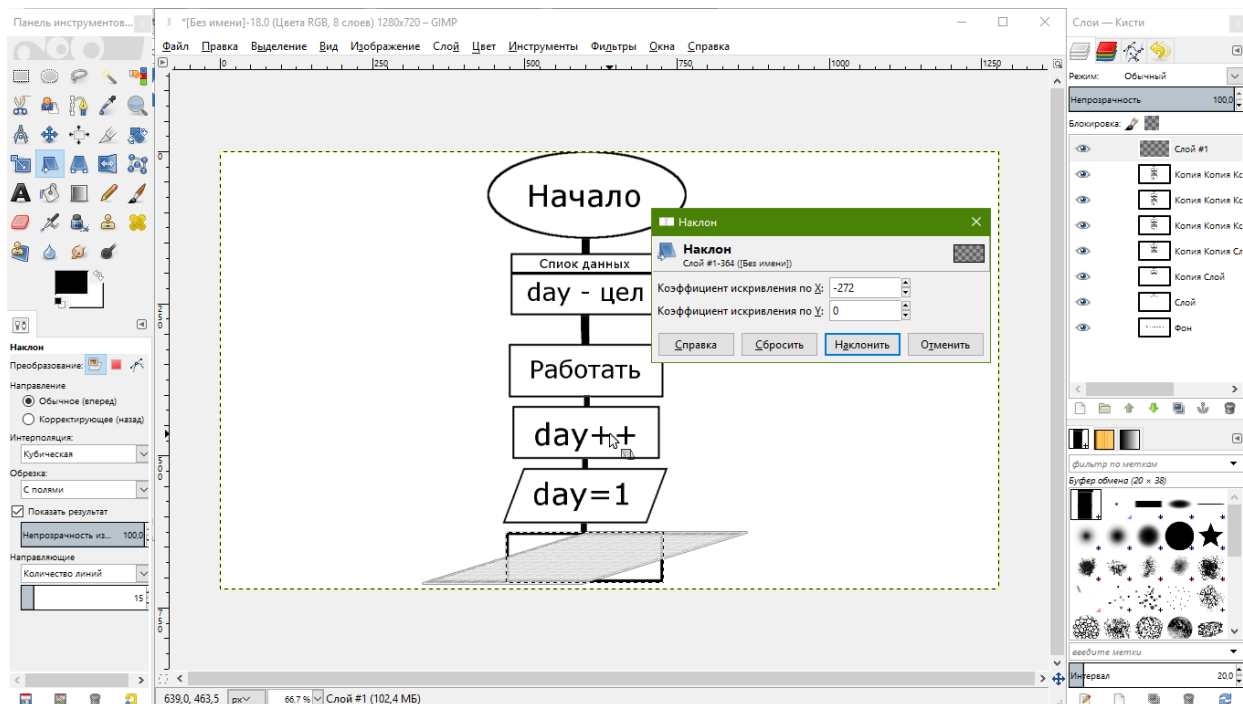 Панель инструментов...
*[Без имени]-18.0 (Цвета RGB, 8 слоев) 1280x720 – GIMP
Слои — Кисти
Файл Правка Выделение Вид Изображение Слой Цвет Инструменты Фильтры Окна Справка
0 250 500 750 1000 1250
0
250
500
750
Начало
Спиок данных
day - цел
Работать
day++
day=1
Наклон
Наклон
Слой #1-364 ([Без имени])
Коэффициент искривления по X: -272
Коэффициент искривления по Y: 0
Справка Сбросить Наклонить Отменить
Наклон
Преобразование:
Направление
Обычное (вперед)
Корректирующее (назад)
Интерполяция:
Кубическая
Обрезка:
С полями
Показать результат
Непрозрачность из... 100,0
Направляющие
Количество линий
15
Режим: Обычный
Непрозрачность 100,0
Блокировка:
Слой #1
Копия Копия Ко
Копия Копия Ко
Копия Копия Ко
Копия Копия Сл
Копия Слой
Слой
Фон
фильтр по меткам
Буфер обмена (20 × 38)
введите метки
Интервал 20,0
639,0, 463,5 px 66,7 % Слой #1 (102,4 МБ)